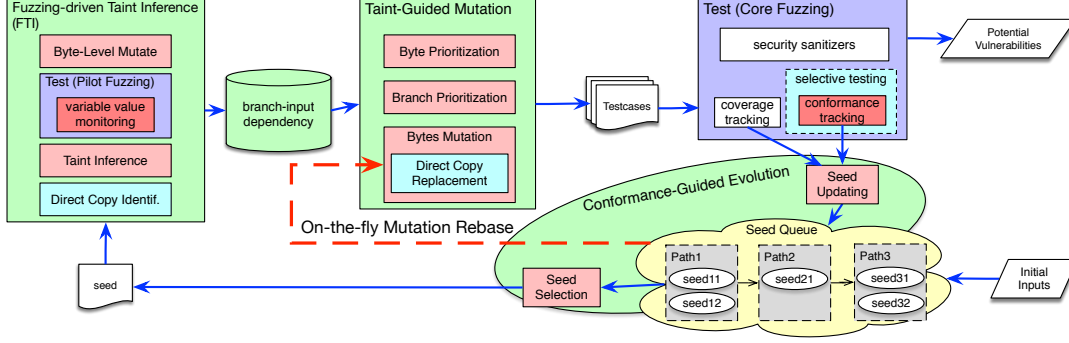 Fuzzing-driven Taint Inference
(FTI)
Byte-Level Mutate
Test (Pilot Fuzzing)
variable value
monitoring
Taint Inference
Direct Copy Identif.
branch-input
dependency
Taint-Guided Mutation
Byte Prioritization
Branch Prioritization
Bytes Mutation
Direct Copy
Replacement
Testcases
Test (Core Fuzzing)
security sanitizers
selective testing
coverage
tracking
conformance
tracking
Potential
Vulnerabilities
Conformance-Guided Evolution
Seed
Updating
On-the-fly Mutation Rebase
Seed Queue
Path1
seed11
seed12
Path2
seed21
Path3
seed31
seed32
Initial
Inputs
Seed
Selection
seed